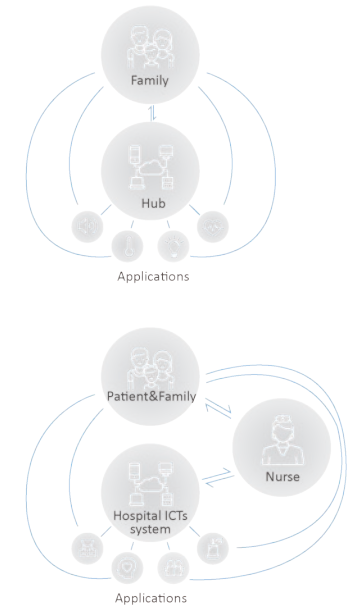 Family
Hub
Applications
Patient&Family
Nurse
Hospital ICTs
system
Applications